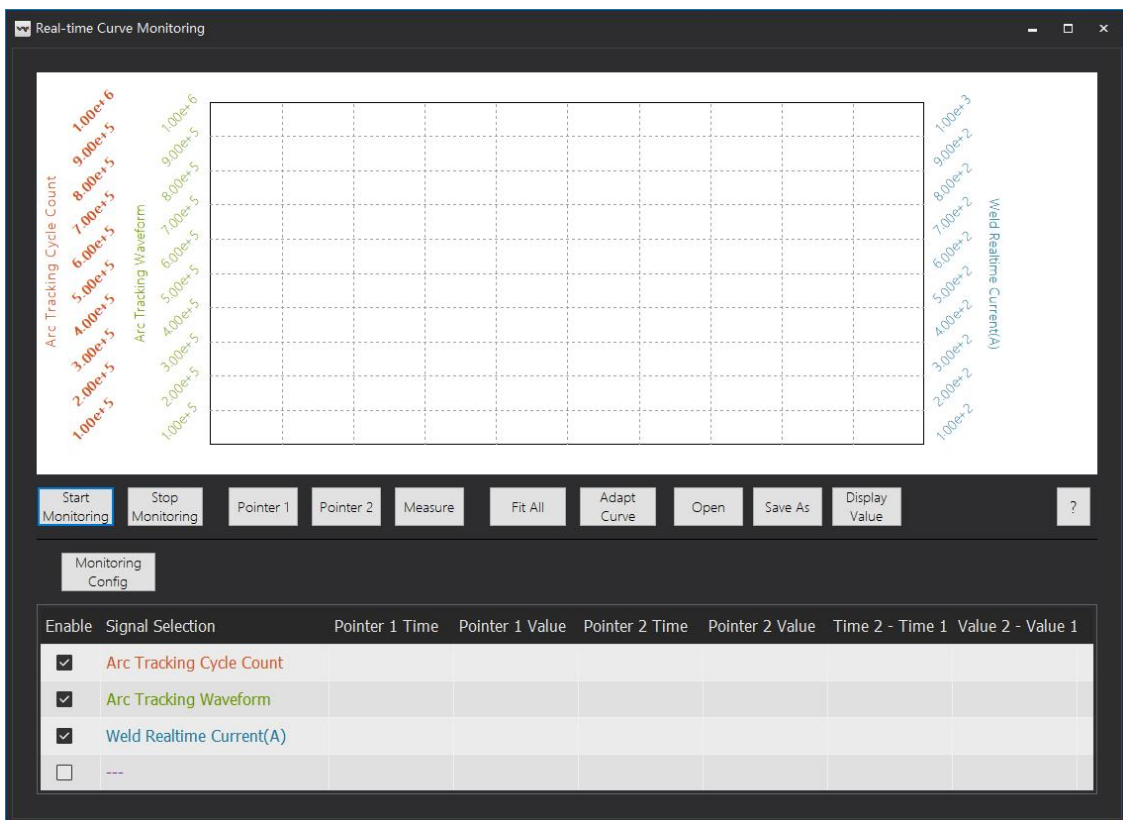 Real-time Curve Monitoring
Arc Tracking Cycle Count
1.00e+6
9.00e+5
8.00e+5
7.00e+5
6.00e+5
5.00e+5
4.00e+5
3.00e+5
2.00e+5
1.00e+5
Arc Tracking Waveform
1.00e+6
9.00e+5
8.00e+5
7.00e+5
6.00e+5
5.00e+5
4.00e+5
3.00e+5
2.00e+5
1.00e+5
1.00e+3
9.00e+2
8.00e+2
7.00e+2
6.00e+2
5.00e+2
4.00e+2
3.00e+2
2.00e+2
1.00e+2
Weld Realtime Current(A)
Start
Monitoring
Stop
Monitoring
Pointer 1
Pointer 2
Measure
Fit All
Adapt
Curve
Open
Save As
Display
Value
?
Monitoring
Config
Enable Signal Selection Pointer 1 Time Pointer 1 Value Pointer 2 Time Pointer 2 Value Time 2 - Time 1 Value 2 - Value 1
Arc Tracking Cycle Count
Arc Tracking Waveform
Weld Realtime Current(A)
---